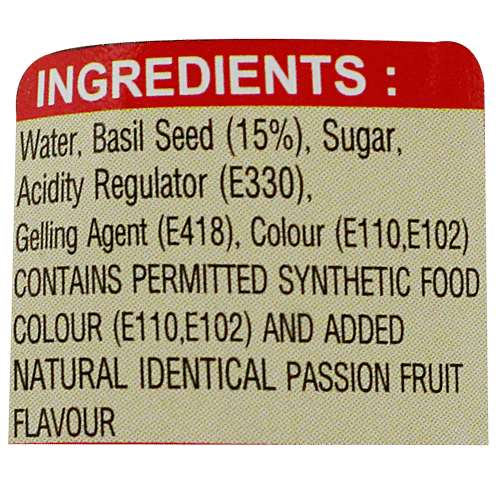 INGREDIENTS :
Water, Basil Seed (15%), Sugar,
Acidity Regulator (E330),
Gelling Agent (E418), Colour (E110,E102)
CONTAINS PERMITTED SYNTHETIC FOOD
COLOUR (E110,E102) AND ADDED
NATURAL IDENTICAL PASSION FRUIT
FLAVOUR